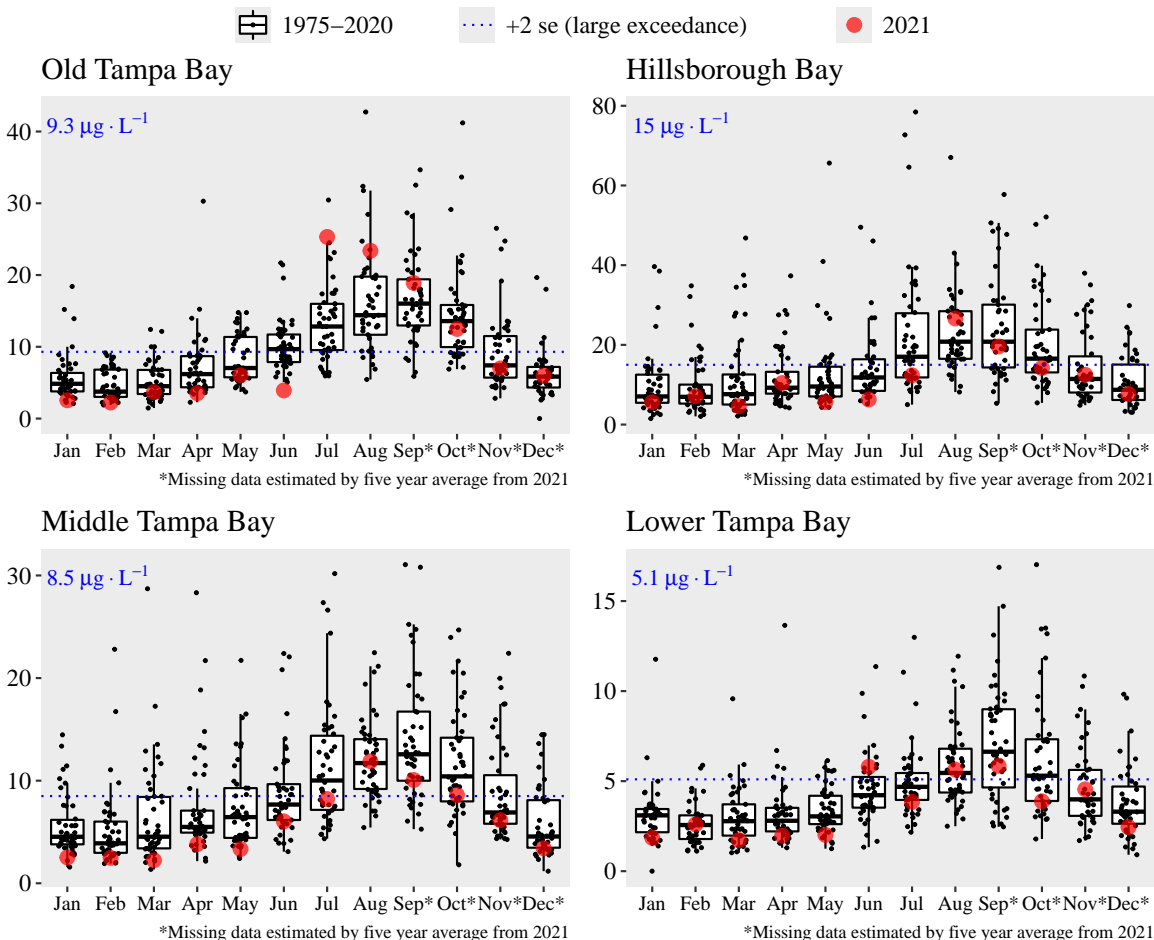 1975−2020 +2 se (large exceedance) 2021
Old Tampa Bay
9.3 μg · L⁻¹
40
30
20
10
0
Jan Feb Mar Apr May Jun Jul Aug Sep* Oct* Nov* Dec*
*Missing data estimated by five year average from 2021
Hillsborough Bay
15 μg · L⁻¹
80
60
40
20
0
Jan Feb Mar Apr May Jun Jul Aug Sep* Oct* Nov* Dec*
*Missing data estimated by five year average from 2021
Middle Tampa Bay
8.5 μg · L⁻¹
30
20
10
0
Jan Feb Mar Apr May Jun Jul Aug Sep* Oct* Nov* Dec*
*Missing data estimated by five year average from 2021
Lower Tampa Bay
5.1 μg · L⁻¹
15
10
5
0
Jan Feb Mar Apr May Jun Jul Aug Sep* Oct* Nov* Dec*
*Missing data estimated by five year average from 2021